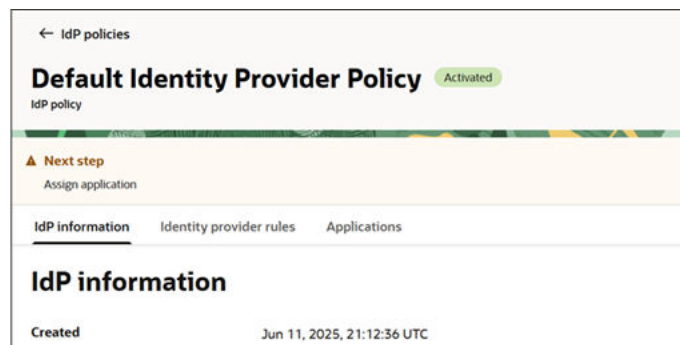 ← IdP policies
Default Identity Provider Policy Activated
IdP policy
Next step
Assign application
IdP information Identity provider rules Applications
IdP information
Created Jun 11, 2025, 21:12:36 UTC